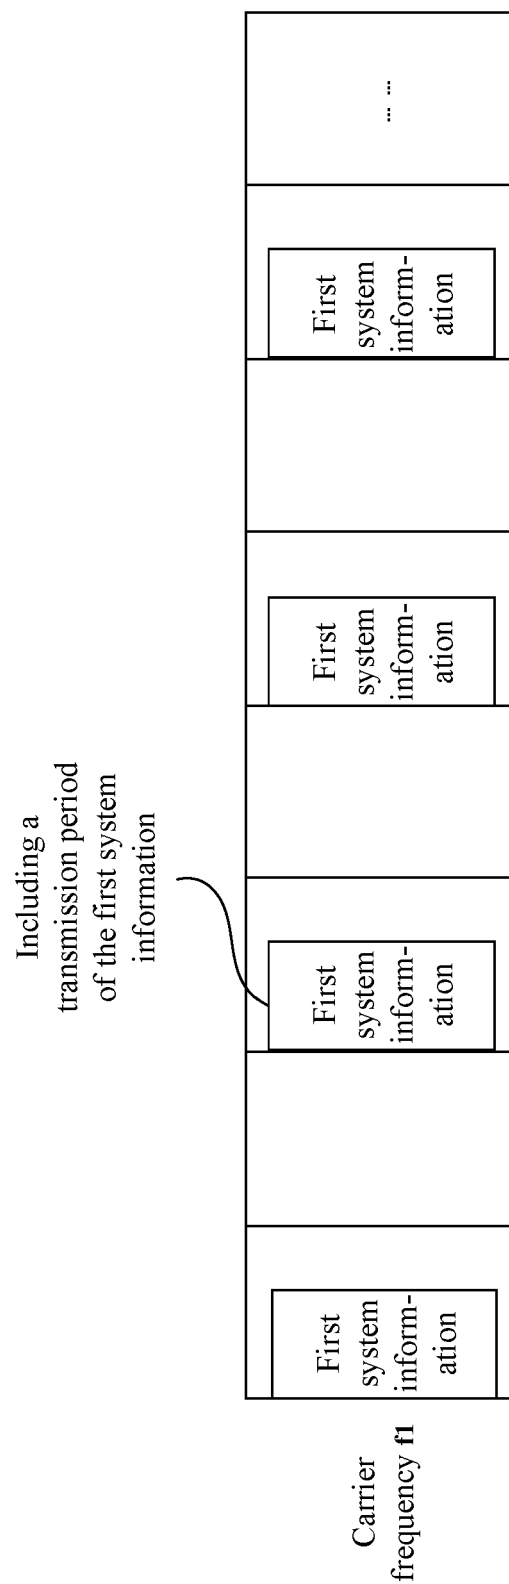 Including a
transmission period
of the first system
information
Carrier
frequency f1
First
system
inform-
ation
First
system
inform-
ation
First
system
inform-
ation
First
system
inform-
ation
... ...